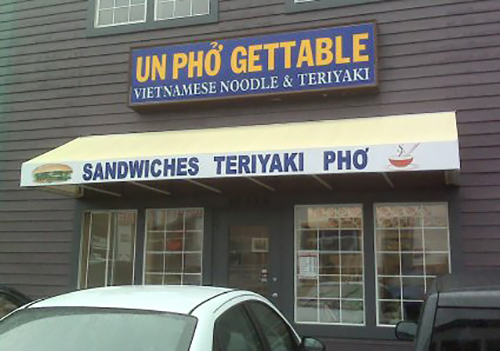 UN PHỞ GETTABLE
VIETNAMESE NOODLE & TERIYAKI
SANDWICHES TERIYAKI PHỞ